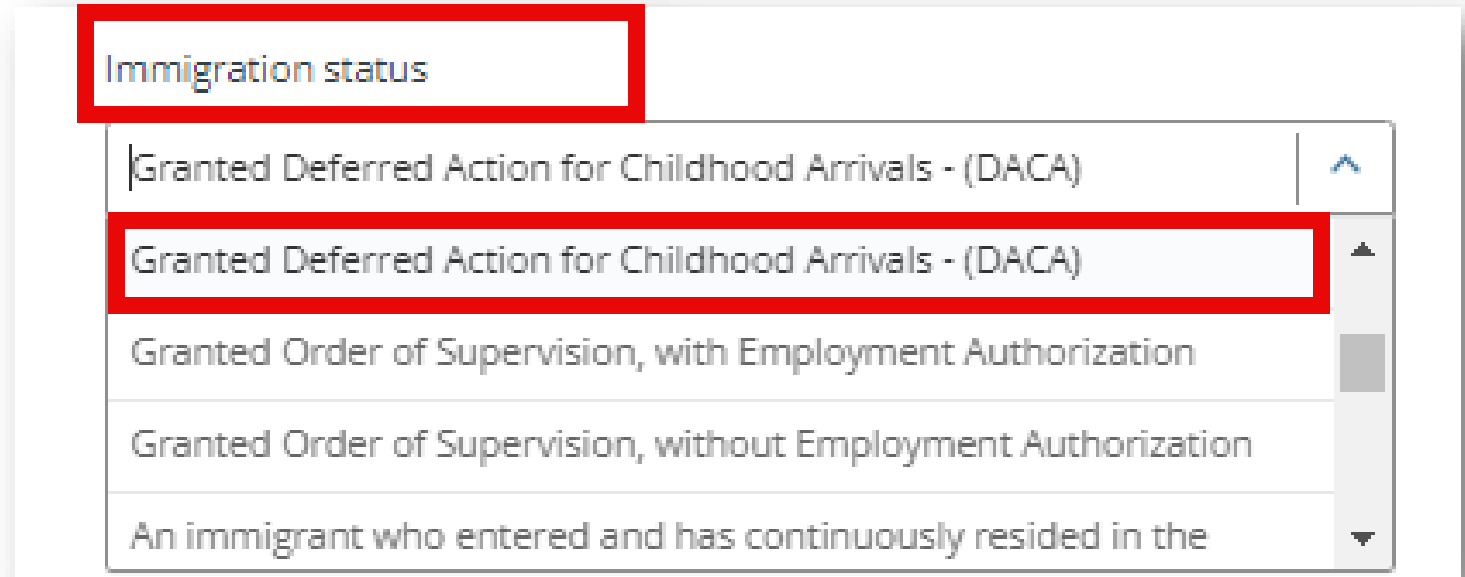 Immigration status
Granted Deferred Action for Childhood Arrivals - (DACA)
Granted Deferred Action for Childhood Arrivals - (DACA)
Granted Order of Supervision, with Employment Authorization
Granted Order of Supervision, without Employment Authorization
An immigrant who entered and has continuously resided in the